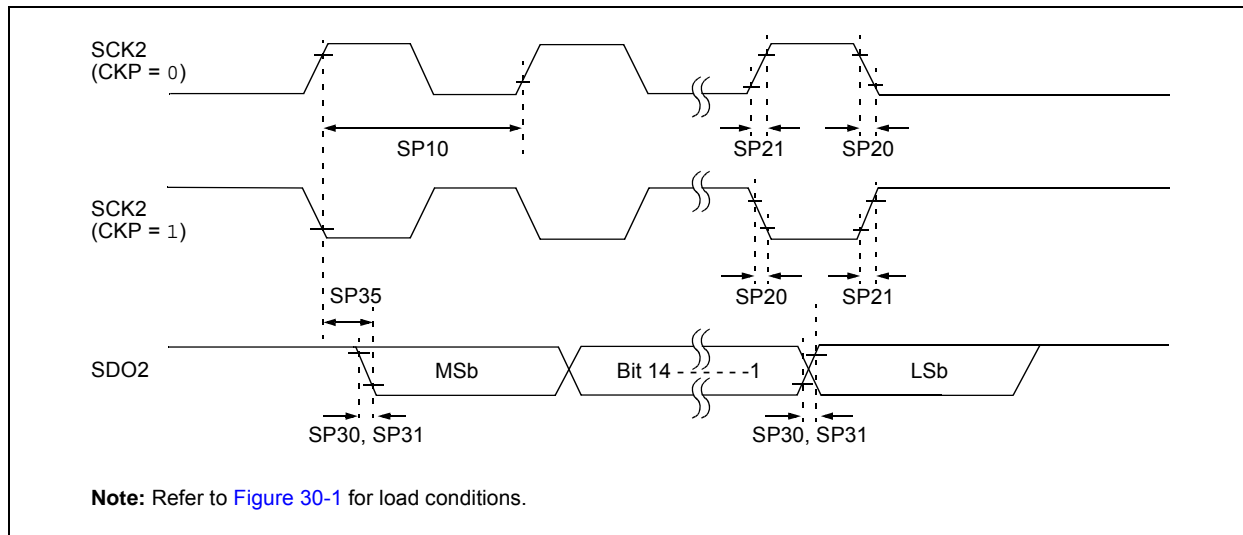 SCK2
(CKP = 0)
SP10
SP21
SP20
SCK2
(CKP = 1)
SP35
SP20
SP21
SDO2
MSb
Bit 14 - - - - - - -1
LSb
SP30, SP31
SP30, SP31
Note: Refer to Figure 30-1 for load conditions.